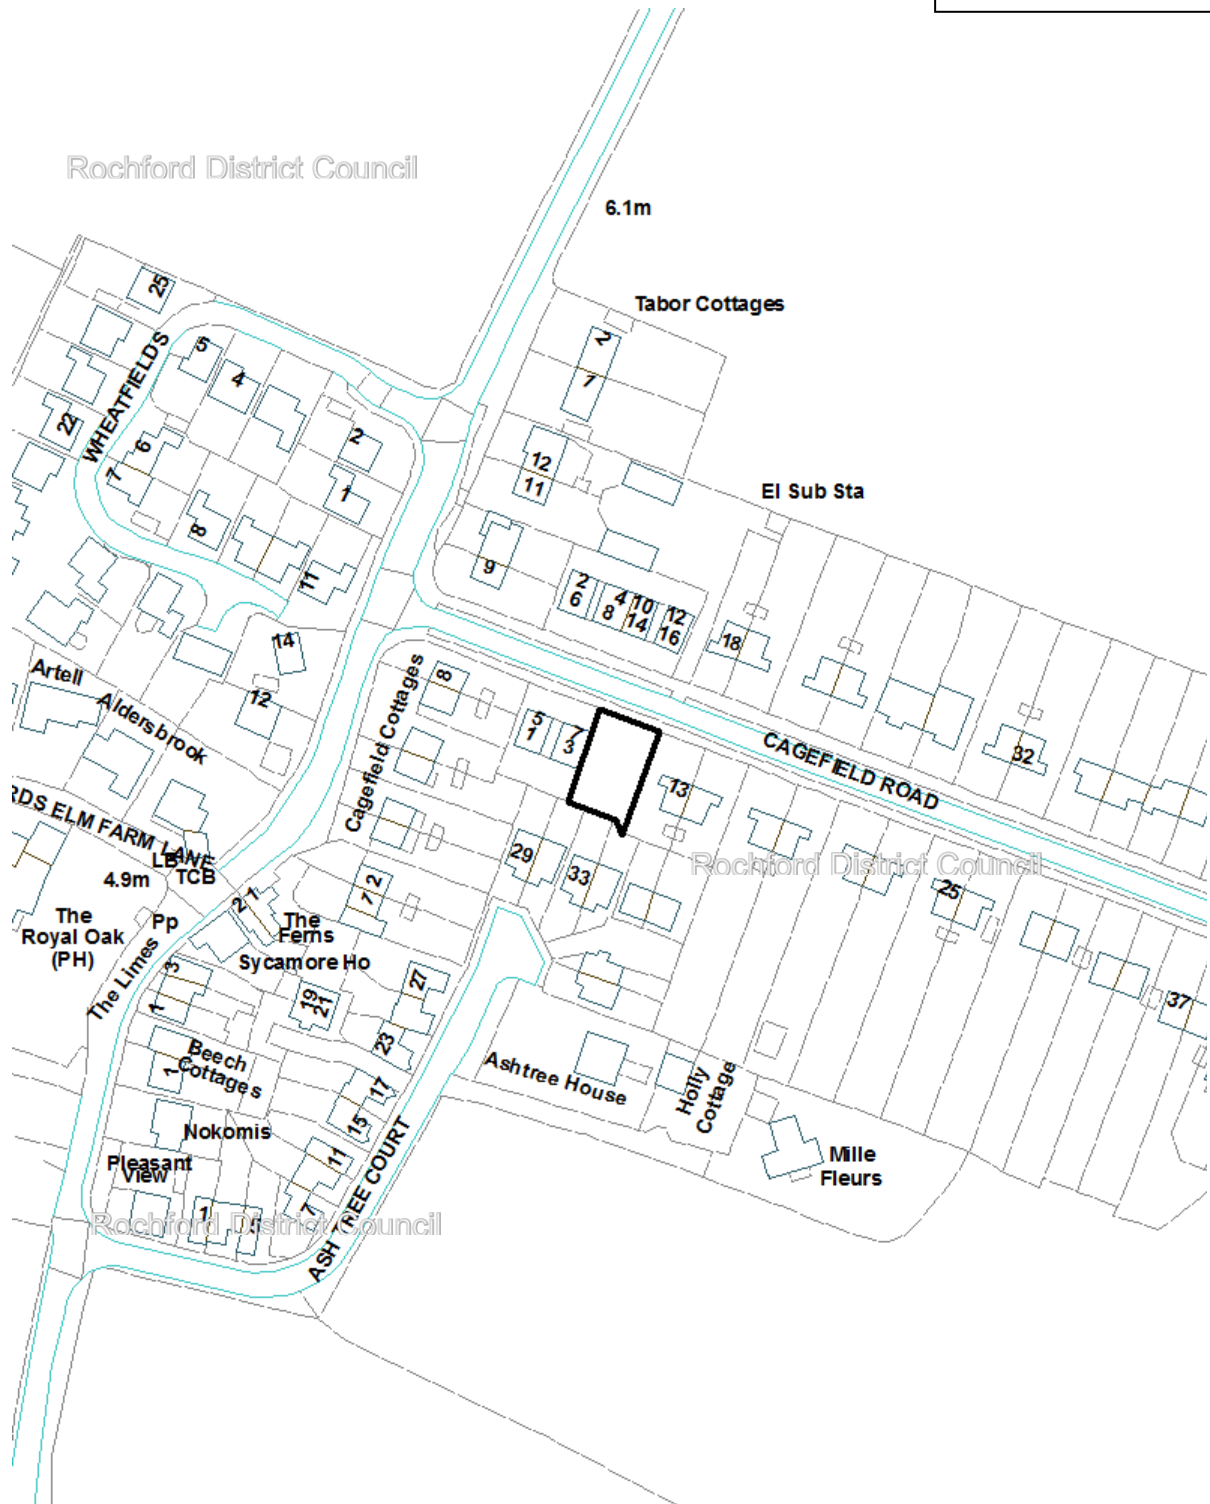 Rochford District Council
6.1m
Tabor Cottages
25
2
7
5
4
WHEATFIELDS
22
6
7
2
1
8
11
12
11
El Sub Sta
9
2
6
4
8
10
14
12
16
18
14
12
Artell
Aldersbrook
8
Cagefield Cottages
5
1
7
3
CAGEFIELD ROAD
32
13
RDS ELM FARM LANE
LB
TCB
4.9m
29
33
Rochford District Council
25
37
The
Royal Oak
(PH)
Pp
2 1
The
Ferns
7 2
Sycamore Ho
The Limes
3
1
19
21
27
23
Beech
Cottages
1
17
15
Ashtree House
Holly
Cottage
Nokomis
Pleasant
View
11
7
Mille
Fleurs
1
5
Rochford District Council
ASH TREE COURT